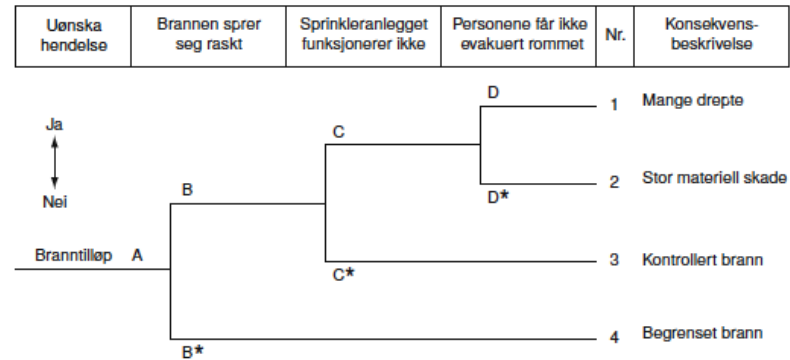 Uønska hendelse
Brannen sprer seg raskt
Sprinkleranlegget funksjonerer ikke
Personene får ikke evakuert rommet
Nr.
Konsekvens-
beskrivelse
D
1 Mange drepte
Ja
C
Nei
B
D*
2 Stor materiell skade
Branntilløp A
C*
3 Kontrollert brann
B*
4 Begrenset brann